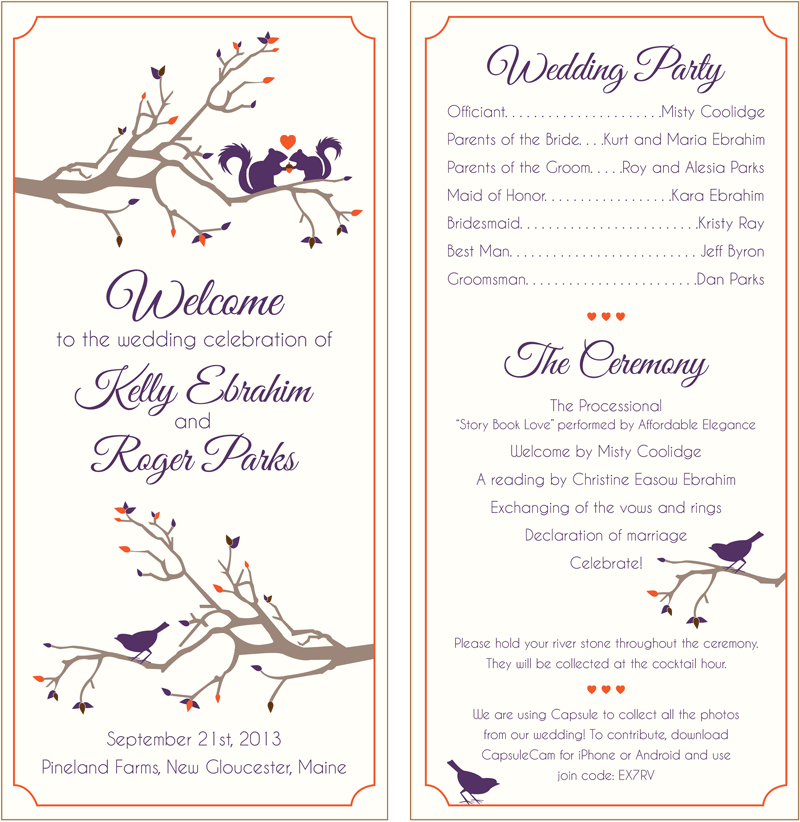 Welcome
to the wedding celebration of
Kelly Ebrahim
and
Roger Parks
September 21st, 2013
Pineland Farms, New Gloucester, Maine
Wedding Party
Officiant. . . . . . . . . . . . . . . . . . . . . .Misty Coolidge
Parents of the Bride. . . .Kurt and Maria Ebrahim
Parents of the Groom. . . . .Roy and Alesia Parks
Maid of Honor. . . . . . . . . . . . . . . . . .Kara Ebrahim
Bridesmaid. . . . . . . . . . . . . . . . . . . . . . . . .Kristy Ray
Best Man. . . . . . . . . . . . . . . . . . . . . . . . . . Jeff Byron
Groomsman. . . . . . . . . . . . . . . . . . . . . . . .Dan Parks
The Ceremony
The Processional
“Story Book Love” performed by Affordable Elegance
Welcome by Misty Coolidge
A reading by Christine Easow Ebrahim
Exchanging of the vows and rings
Declaration of marriage
Celebrate!
Please hold your river stone throughout the ceremony.
They will be collected at the cocktail hour.
We are using Capsule to collect all the photos
from our wedding! To contribute, download
CapsuleCam for iPhone or Android and use
join code: EX7RV